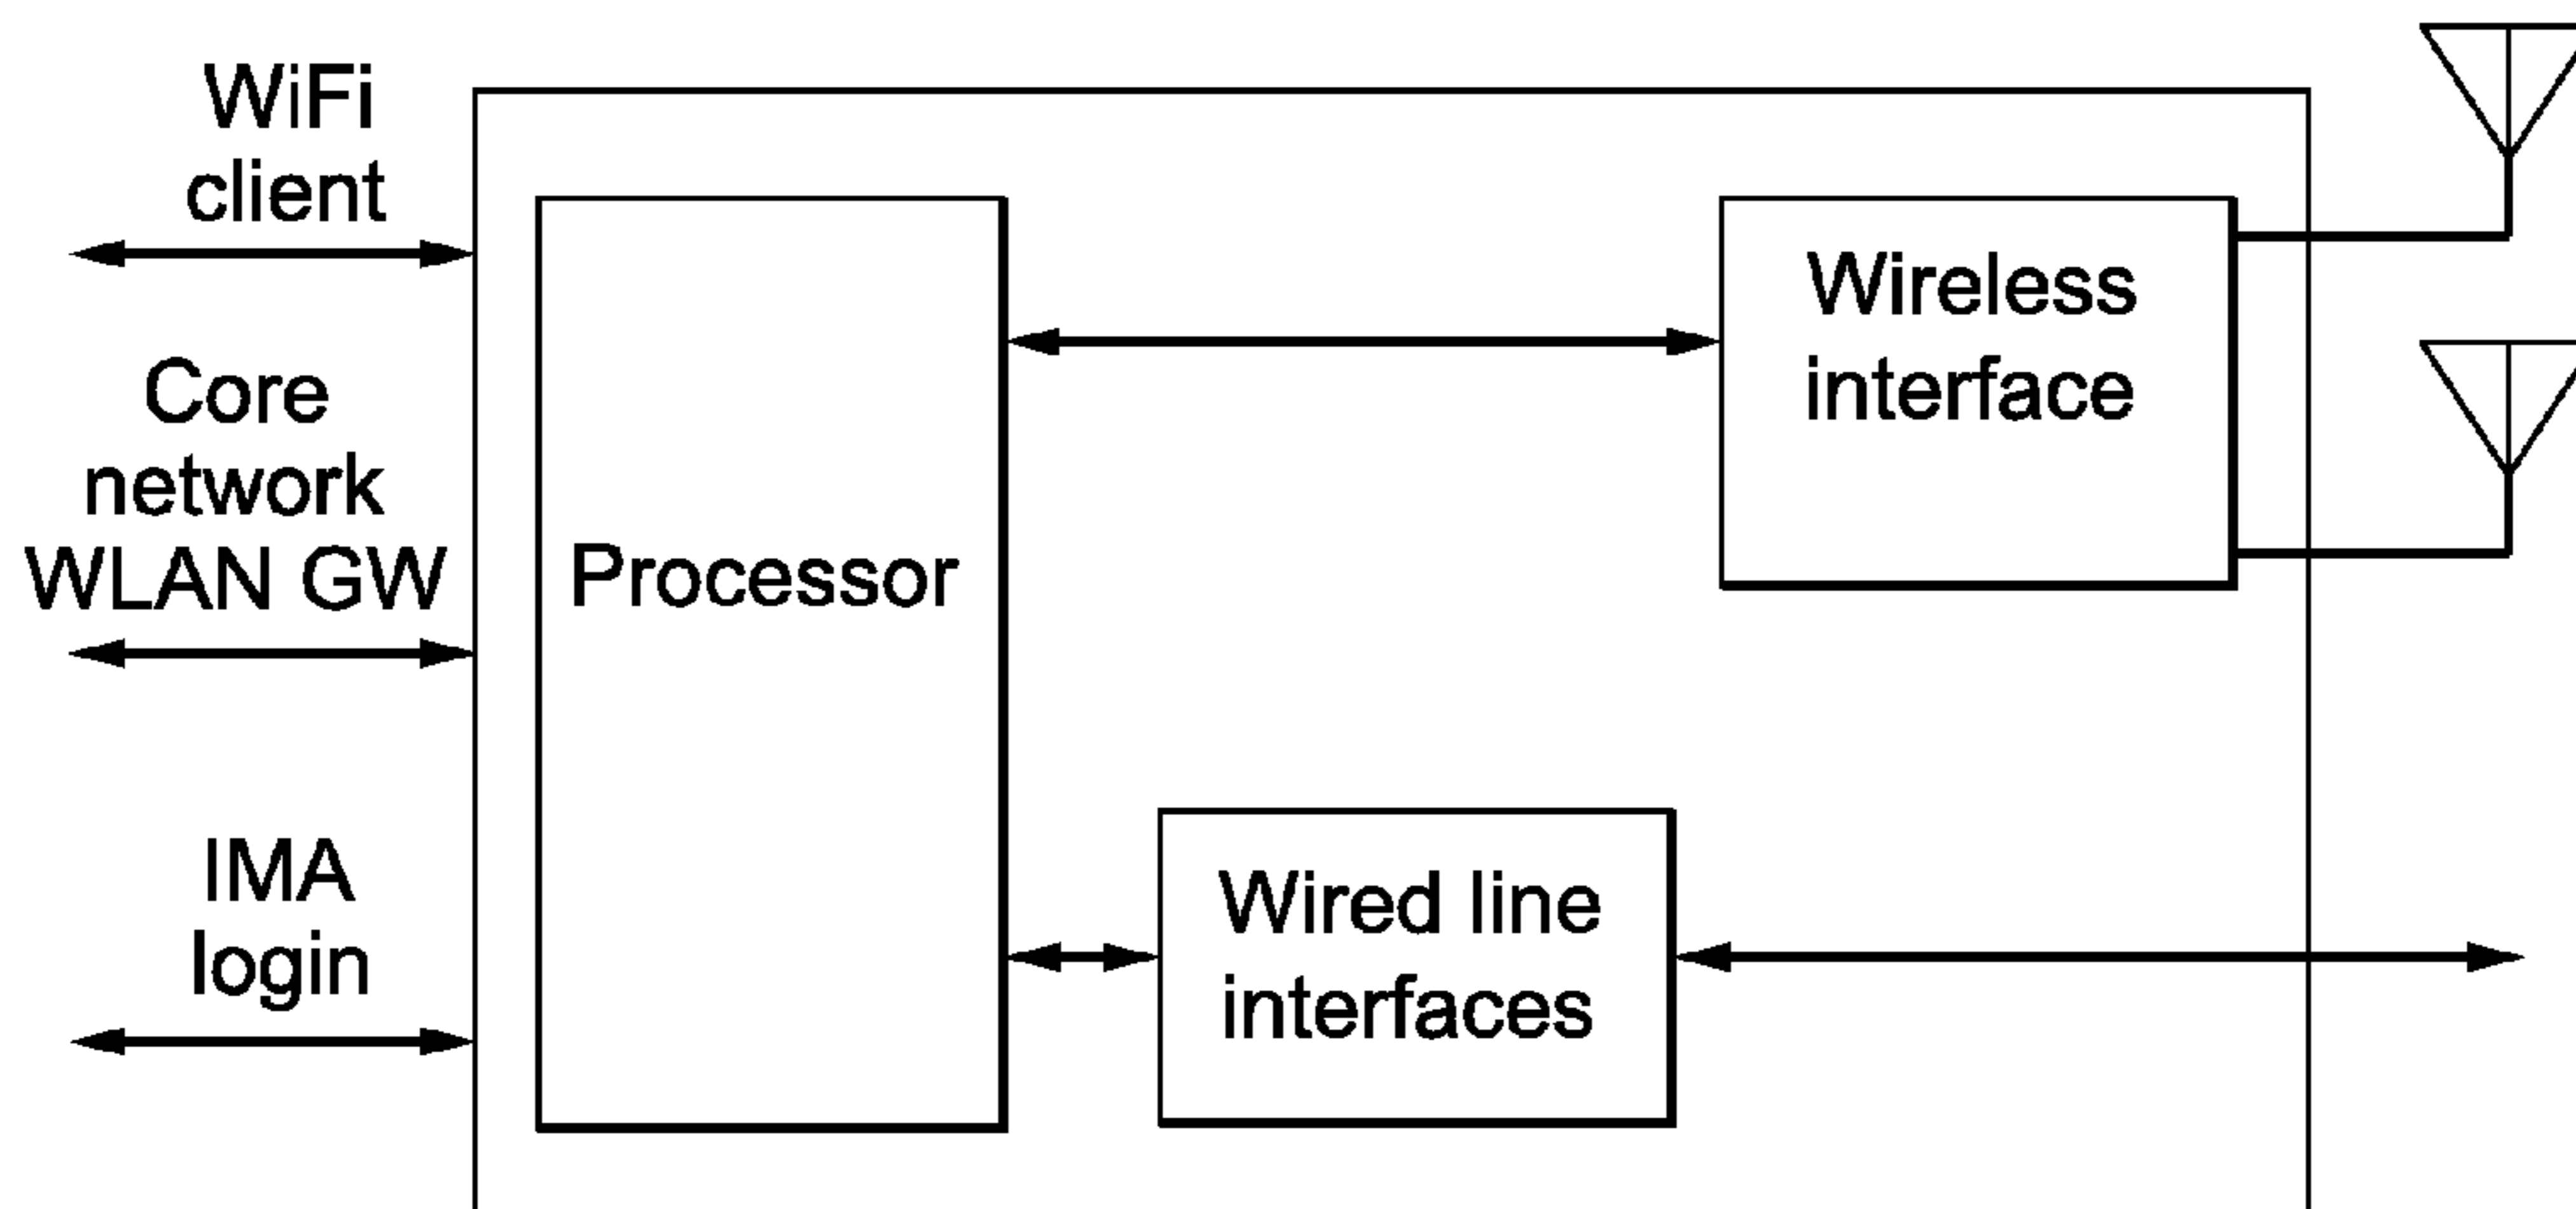 WiFi
client
Core
network
WLAN GW
IMA
login
Processor
Wireless
interface
Wired line
interfaces